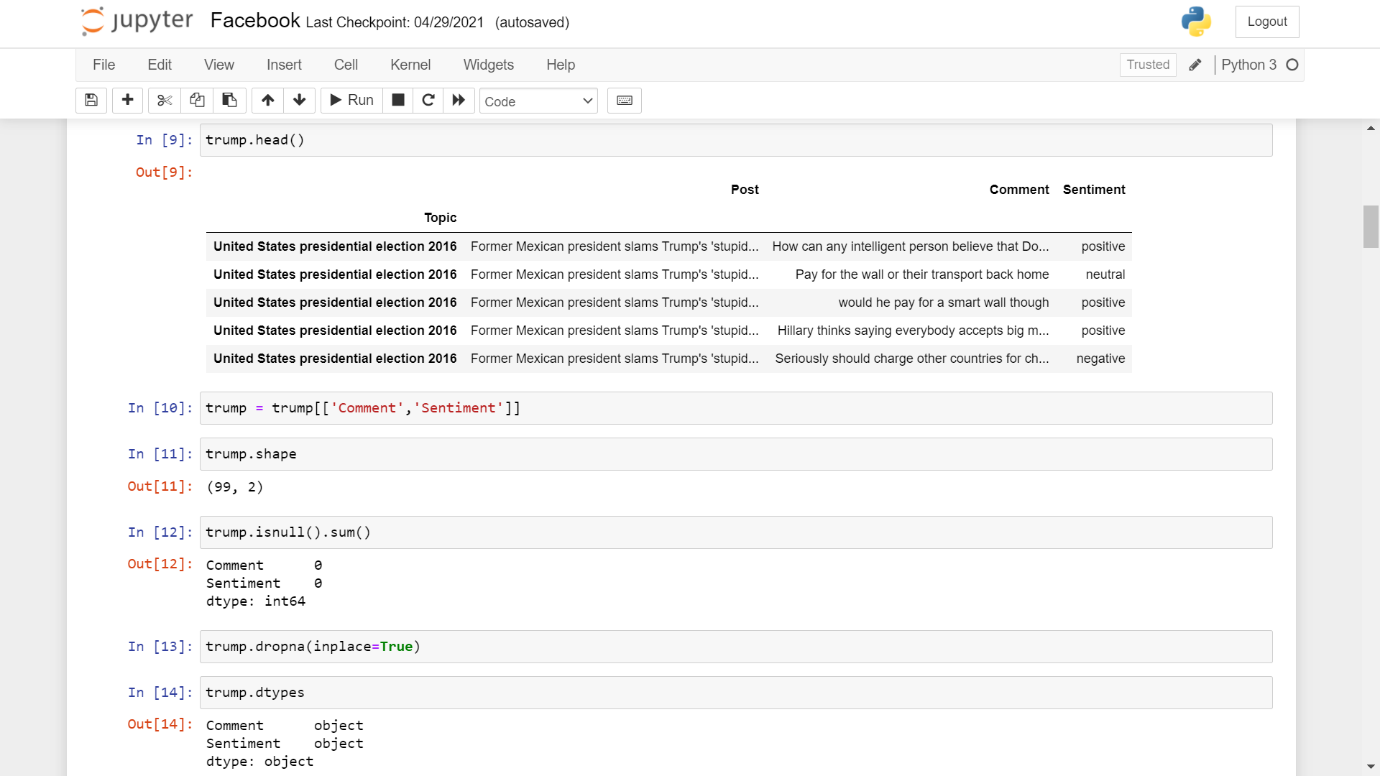 jupyter Facebook Last Checkpoint: 04/29/2021 (autosaved)
Logout
File Edit View Insert Cell Kernel Widgets Help
Trusted Python 3
Run Code
In [9]: trump.head()
Out[9]:
Post Comment Sentiment
Topic
United States presidential election 2016 Former Mexican president slams Trump's 'stupid... How can any intelligent person believe that Do... positive
United States presidential election 2016 Former Mexican president slams Trump's 'stupid... Pay for the wall or their transport back home neutral
United States presidential election 2016 Former Mexican president slams Trump's 'stupid... would he pay for a smart wall though positive
United States presidential election 2016 Former Mexican president slams Trump's 'stupid... Hillary thinks saying everybody accepts big m... positive
United States presidential election 2016 Former Mexican president slams Trump's 'stupid... Seriously should charge other countries for ch... negative
In [10]: trump = trump[['Comment','Sentiment']]
In [11]: trump.shape
Out[11]: (99, 2)
In [12]: trump.isnull().sum()
Out[12]: Comment 0
Sentiment 0
dtype: int64
In [13]: trump.dropna(inplace=True)
In [14]: trump.dtypes
Out[14]: Comment object
Sentiment object
dtype: object